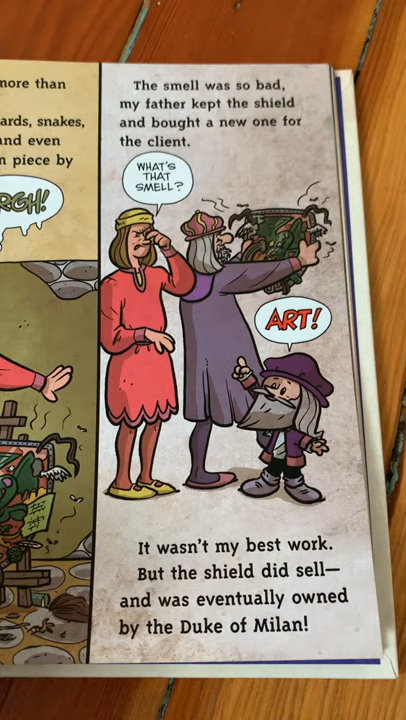 more than
snakes,
and even
piece by
The smell was so bad,
my father kept the shield
and bought a new one for
the client.
WHAT'S
THAT
SMELL?
ART!
It wasn't my best work.
But the shield did sell—
and was eventually owned
by the Duke of Milan!